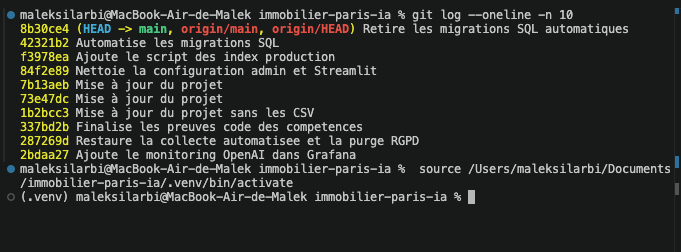 maleksilarbi@MacBook-Air-de-Malek immobilier-paris-ia % git log --oneline -n 10
8b30ce4 (HEAD -> main, origin/main, origin/HEAD) Retire les migrations SQL automatiques
42321b2 Automatise les migrations SQL
f3978ea Ajoute le script des index production
84f2e89 Nettoie la configuration admin et Streamlit
7b13aeb Mise à jour du projet
73e47dc Mise à jour du projet
1b2bcc3 Mise à jour du projet sans les CSV
337bd2b Finalise les preuves code des competences
287269d Restaure la collecte automatisee et la purge RGPD
2bdaa27 Ajoute le monitoring OpenAI dans Grafana
maleksilarbi@MacBook-Air-de-Malek immobilier-paris-ia %  source /Users/maleksilarbi/Documents
/immobilier-paris-ia/.venv/bin/activate
(.venv) maleksilarbi@MacBook-Air-de-Malek immobilier-paris-ia %